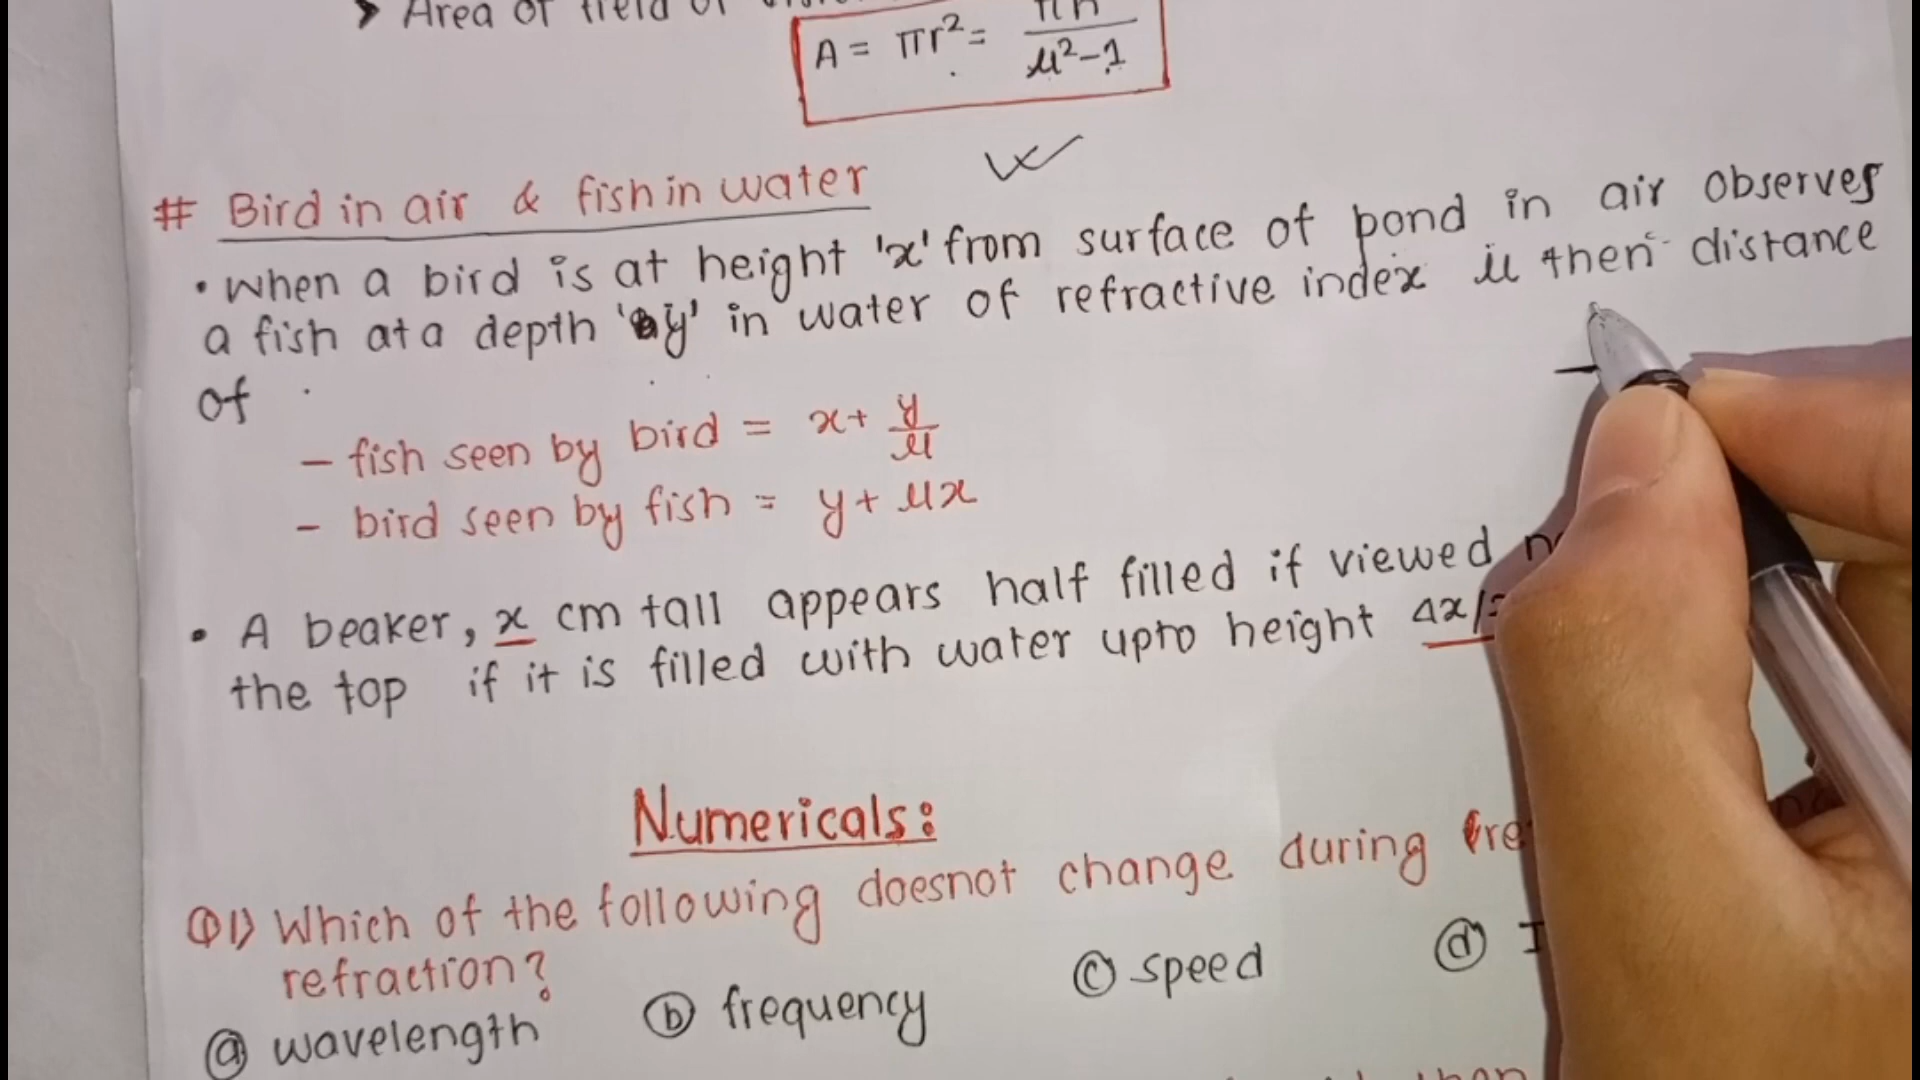 ➤ Area of field of
A = πr² = πh / μ²-1
# Bird in air & fish in water
• When a bird is at height 'x' from surface of pond in air observes
a fish at a depth 'y' in water of refractive index μ then distance
of
- fish seen by bird = x + y/μ
- bird seen by fish = y + μx
• A beaker, x cm tall appears half filled if viewed
the top if it is filled with water upto height
Numericals:
Q1) Which of the following doesnot change during
refraction?
ⓐ wavelength ⓑ frequency ⓒ speed ⓓ I